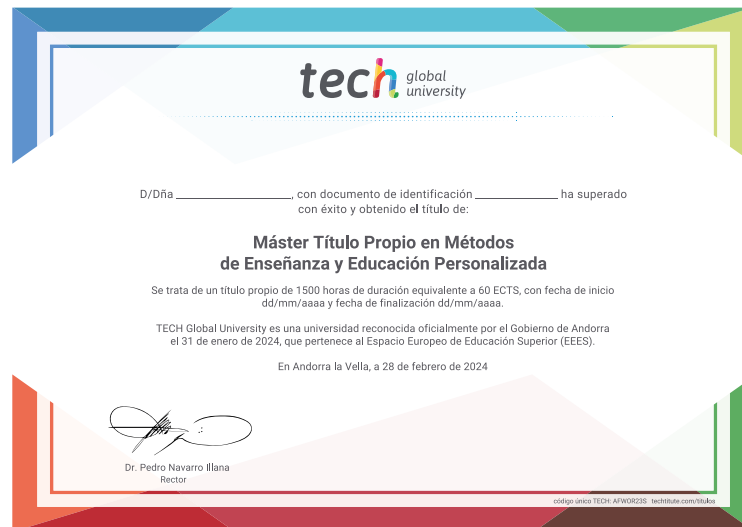 tech global university
D/Dña ____________________, con documento de identificación ______________ ha superado
con éxito y obtenido el título de:
Máster Título Propio en Métodos
de Enseñanza y Educación Personalizada
Se trata de un título propio de 1500 horas de duración equivalente a 60 ECTS, con fecha de inicio
dd/mm/aaaa y fecha de finalización dd/mm/aaaa.
TECH Global University es una universidad reconocida oficialmente por el Gobierno de Andorra
el 31 de enero de 2024, que pertenece al Espacio Europeo de Educación Superior (EEES).
En Andorra la Vella, a 28 de febrero de 2024
Dr. Pedro Navarro Illana
Rector
código único TECH: AFWOR23S techtitute.com/titulos